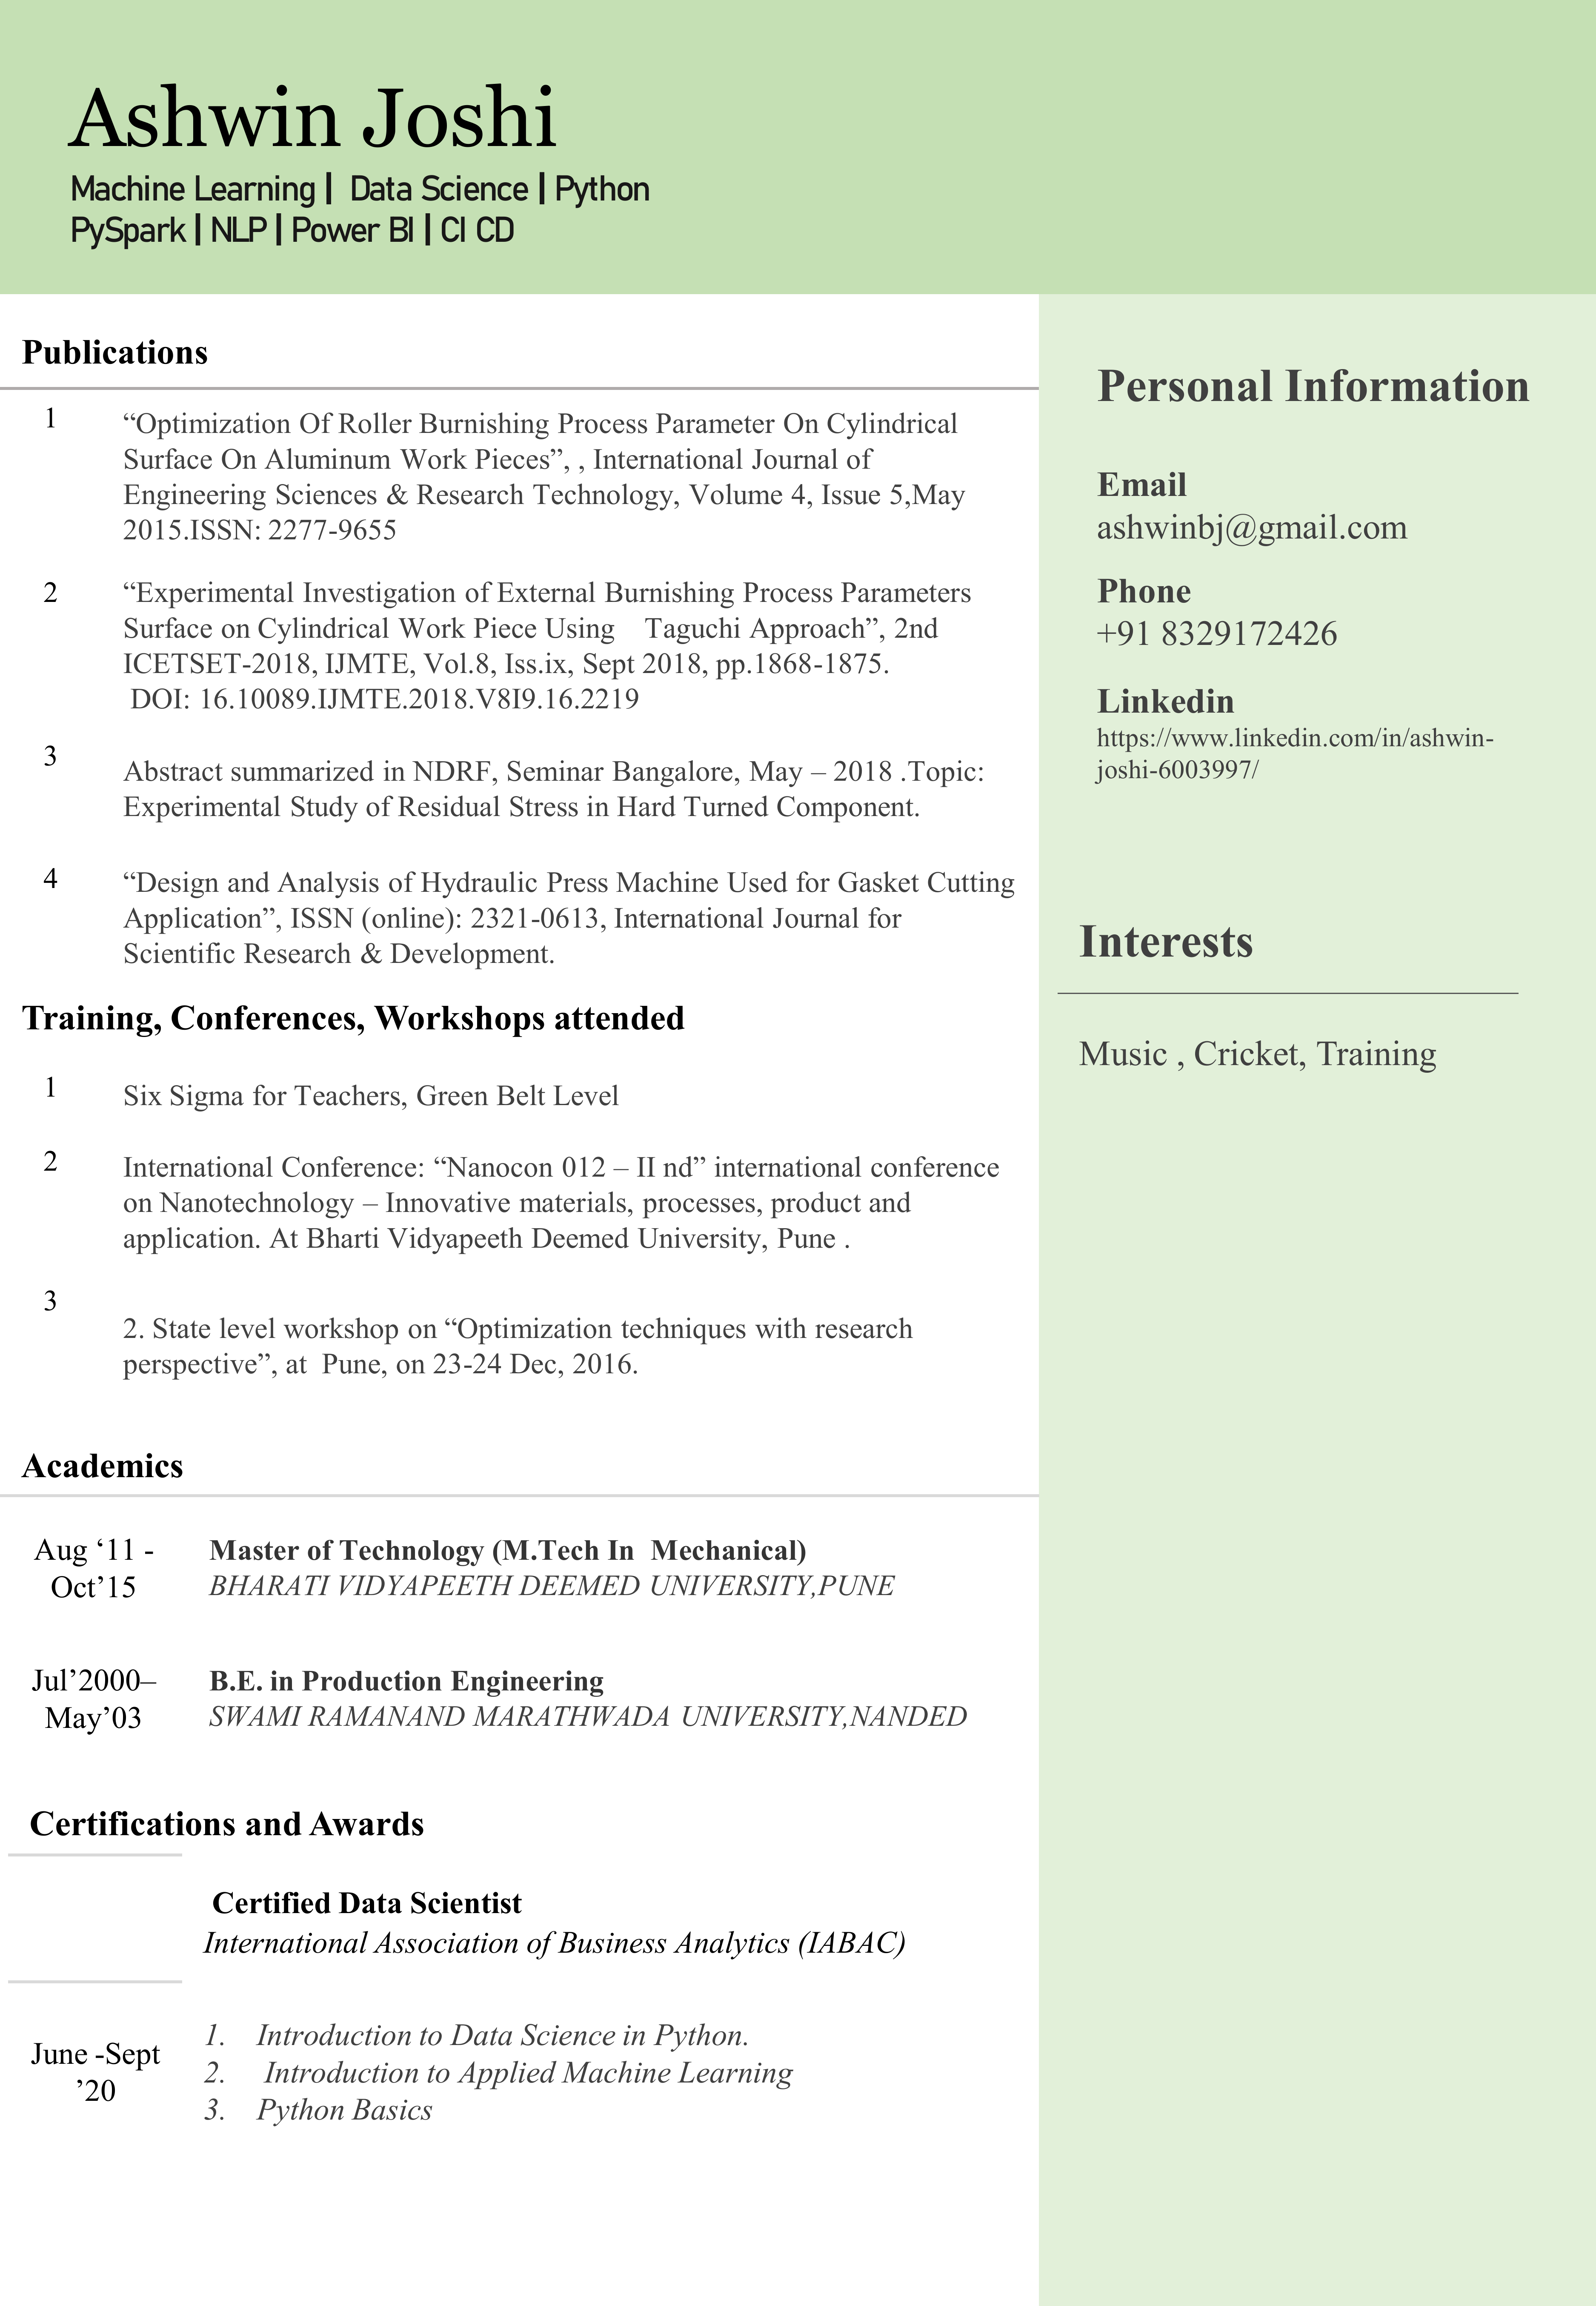 Ashwin Joshi
Machine Learning | Data Science | Python
PySpark | NLP | Power BI | CI CD
Publications
1
“Optimization Of Roller Burnishing Process Parameter On Cylindrical
Surface On Aluminum Work Pieces”, , International Journal of
Engineering Sciences & Research Technology, Volume 4, Issue 5,May
2015.ISSN: 2277-9655
2
“Experimental Investigation of External Burnishing Process Parameters
Surface on Cylindrical Work Piece Using Taguchi Approach”, 2nd
ICETSET-2018, IJMTE, Vol.8, Iss.ix, Sept 2018, pp.1868-1875.
DOI: 16.10089.IJMTE.2018.V8I9.16.2219
3
Abstract summarized in NDRF, Seminar Bangalore, May – 2018 .Topic:
Experimental Study of Residual Stress in Hard Turned Component.
4
“Design and Analysis of Hydraulic Press Machine Used for Gasket Cutting
Application”, ISSN (online): 2321-0613, International Journal for
Scientific Research & Development.
Training, Conferences, Workshops attended
1
Six Sigma for Teachers, Green Belt Level
2
International Conference: “Nanocon 012 – II nd” international conference
on Nanotechnology – Innovative materials, processes, product and
application. At Bharti Vidyapeeth Deemed University, Pune .
3
2. State level workshop on “Optimization techniques with research
perspective”, at Pune, on 23-24 Dec, 2016.
Academics
Aug ‘11 -
Oct’15
Master of Technology (M.Tech In Mechanical)
BHARATI VIDYAPEETH DEEMED UNIVERSITY,PUNE
Jul’2000–
May’03
B.E. in Production Engineering
SWAMI RAMANAND MARATHWADA UNIVERSITY,NANDED
Certifications and Awards
Certified Data Scientist
International Association of Business Analytics (IABAC)
June -Sept
’20
1. Introduction to Data Science in Python.
2. Introduction to Applied Machine Learning
3. Python Basics
Personal Information
Email
ashwinbj@gmail.com
Phone
+91 8329172426
Linkedin
https://www.linkedin.com/in/ashwin-
joshi-6003997/
Interests
Music , Cricket, Training